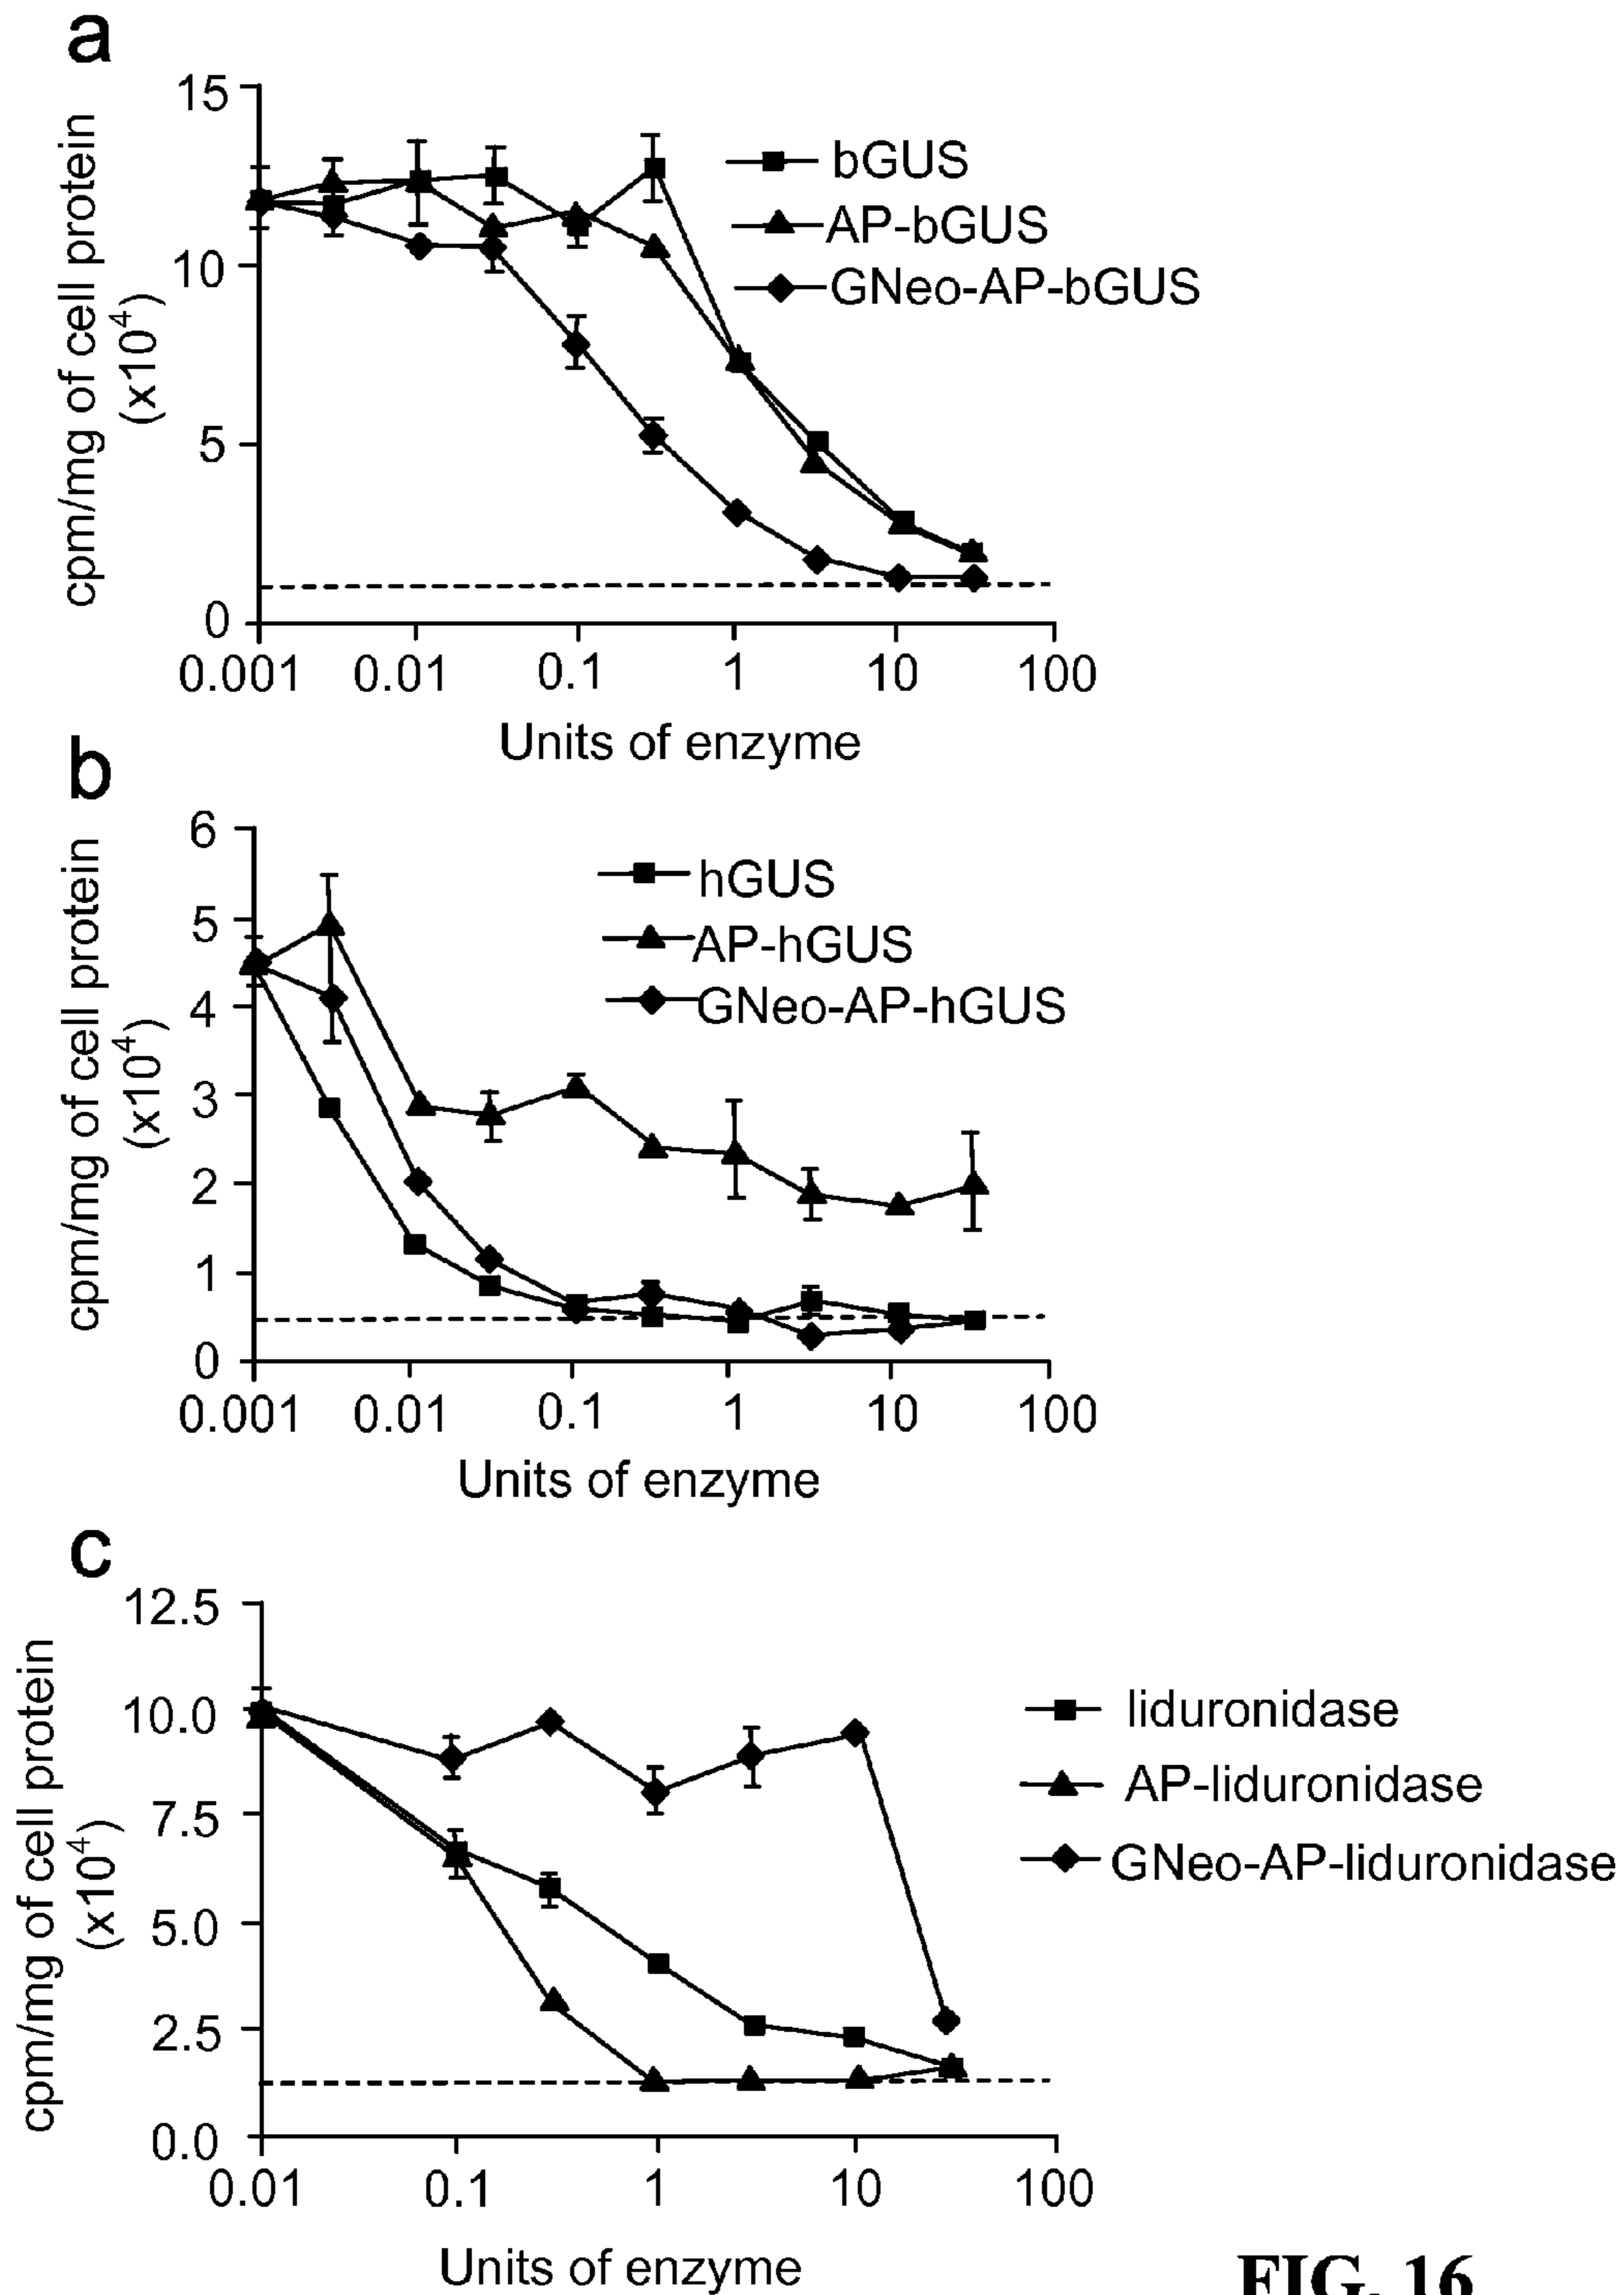 a
cpm/mg of cell protein
(x10⁴)
15
10
5
0
bGUS
AP-bGUS
GNeo-AP-bGUS
0.001 0.01 0.1 1 10 100
Units of enzyme
b
cpm/mg of cell protein
(x10⁴)
6
5
4
3
2
1
0
hGUS
AP-hGUS
GNeo-AP-hGUS
0.001 0.01 0.1 1 10 100
Units of enzyme
c
cpm/mg of cell protein
(x10⁴)
12.5
10.0
7.5
5.0
2.5
0.0
liduronidase
AP-liduronidase
GNeo-AP-liduronidase
0.01 0.1 1 10 100
Units of enzyme
FIG. 16